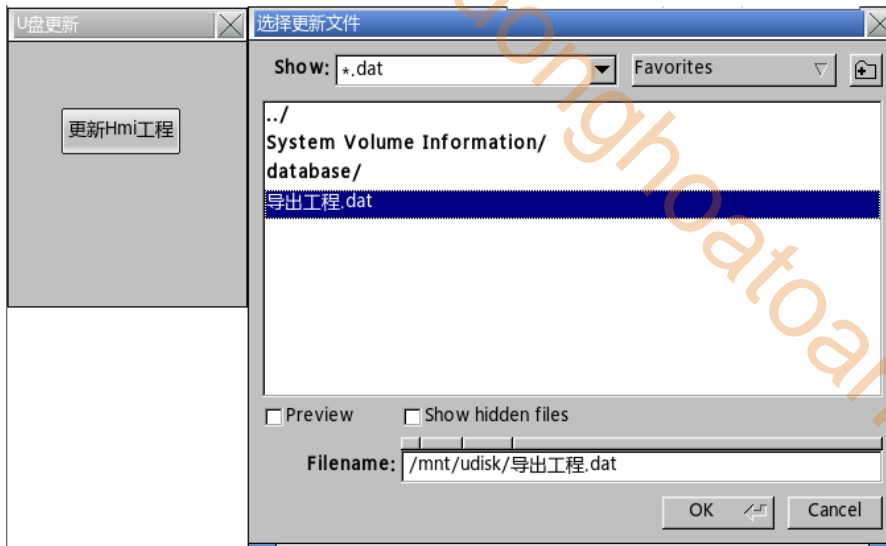 U盘更新
更新Hmi工程
选择更新文件
Show: *.dat
Favorites
../
System Volume Information/
database/
导出工程.dat
Preview
Show hidden files
Filename: /mnt/udisk/导出工程.dat
OK
Cancel